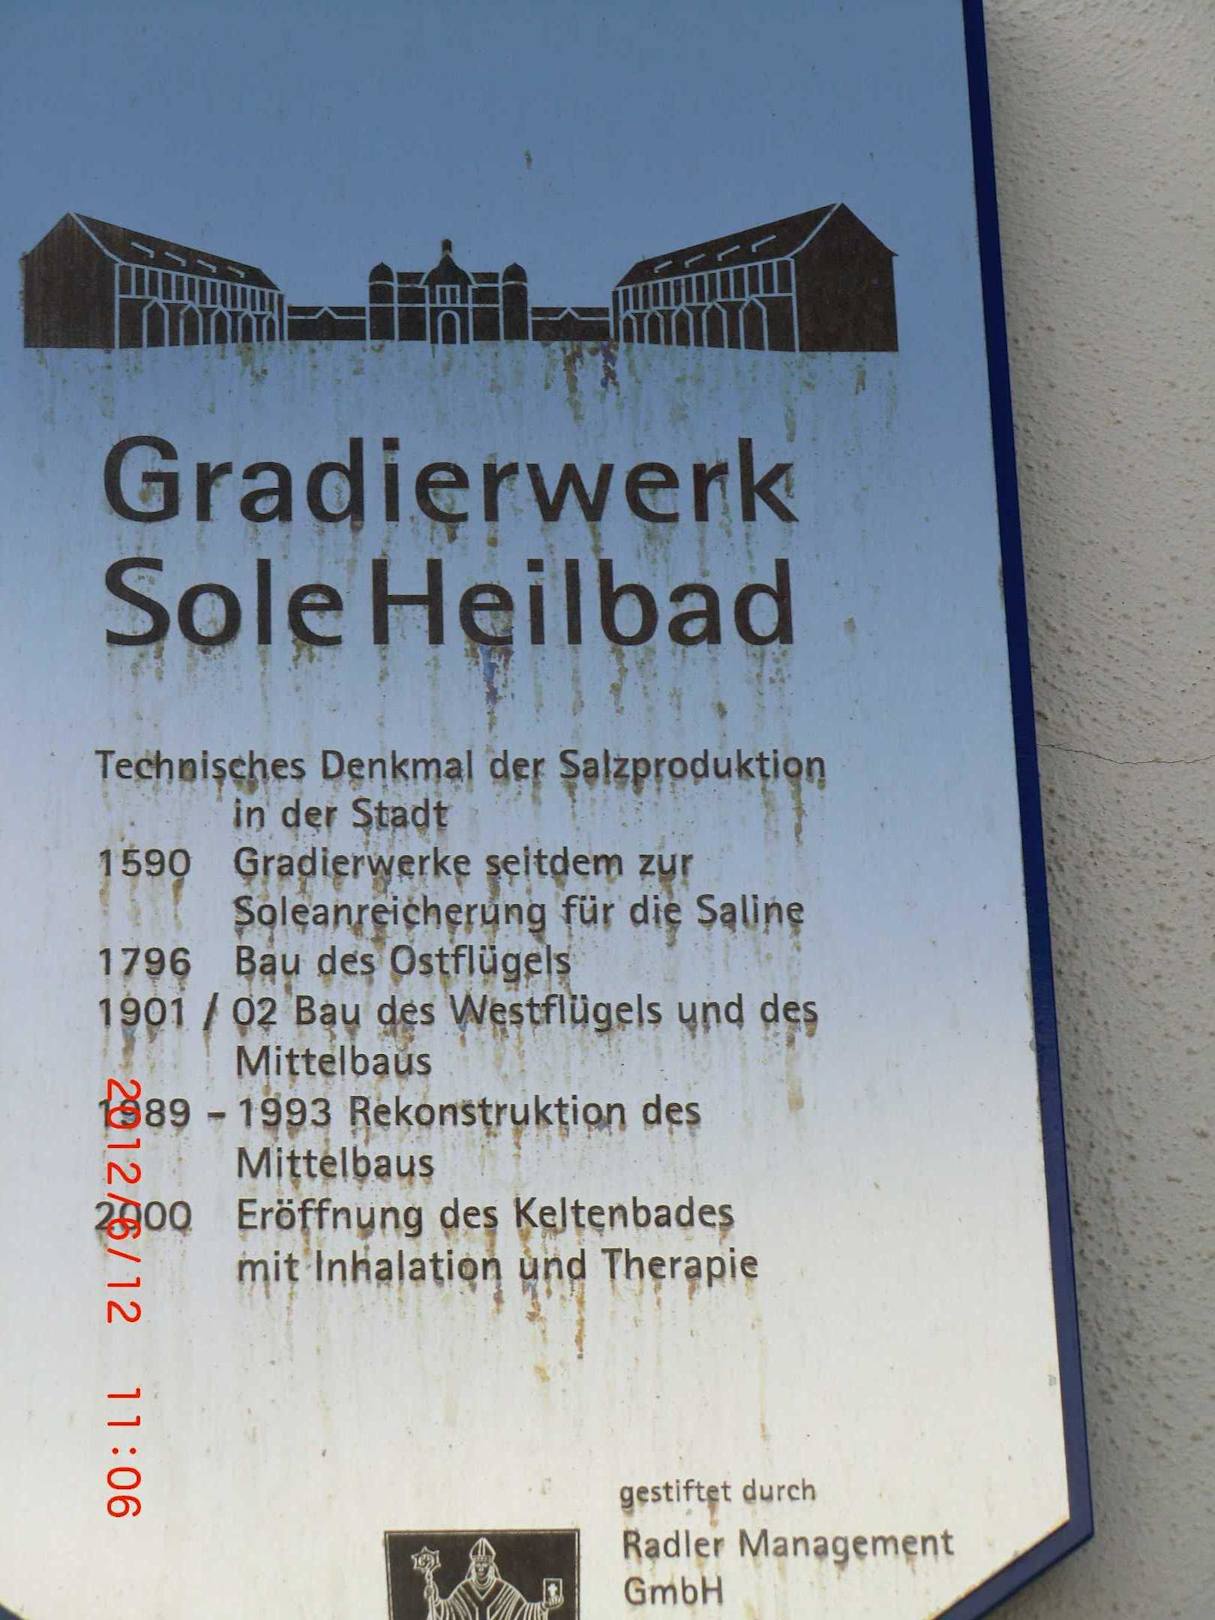 Gradierwerk
Sole Heilbad
Technisches Denkmal der Salzproduktion
in der Stadt
1590 Gradierwerke seitdem zur
Soleanreicherung für die Saline
1796 Bau des Ostflügels
1901 / 02 Bau des Westflügels und des
Mittelbaus
1989 – 1993 Rekonstruktion des
Mittelbaus
2000 Eröffnung des Keltenbades
mit Inhalation und Therapie
gestiftet durch
Radler Management
GmbH
2012/6/12 11:06